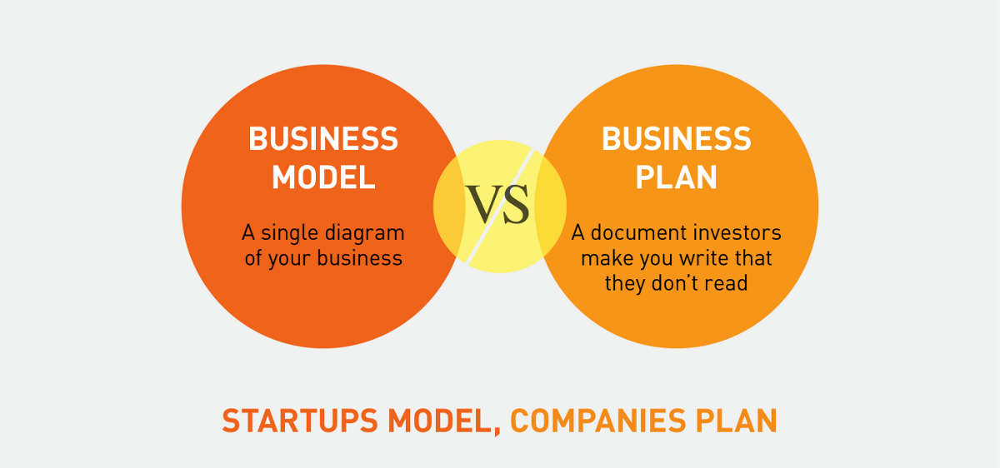 BUSINESS
MODEL
A single diagram
of your business
VS
BUSINESS
PLAN
A document investors
make you write that
they don’t read
STARTUPS MODEL, COMPANIES PLAN